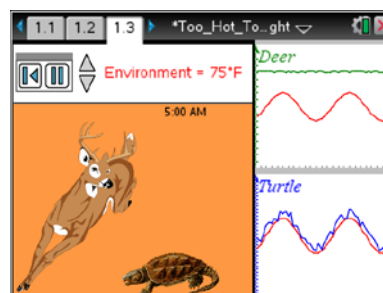 1.1 1.2 1.3 *Too_Hot_To…ght
Environment = 75°F
5:00 AM
Deer
Turtle